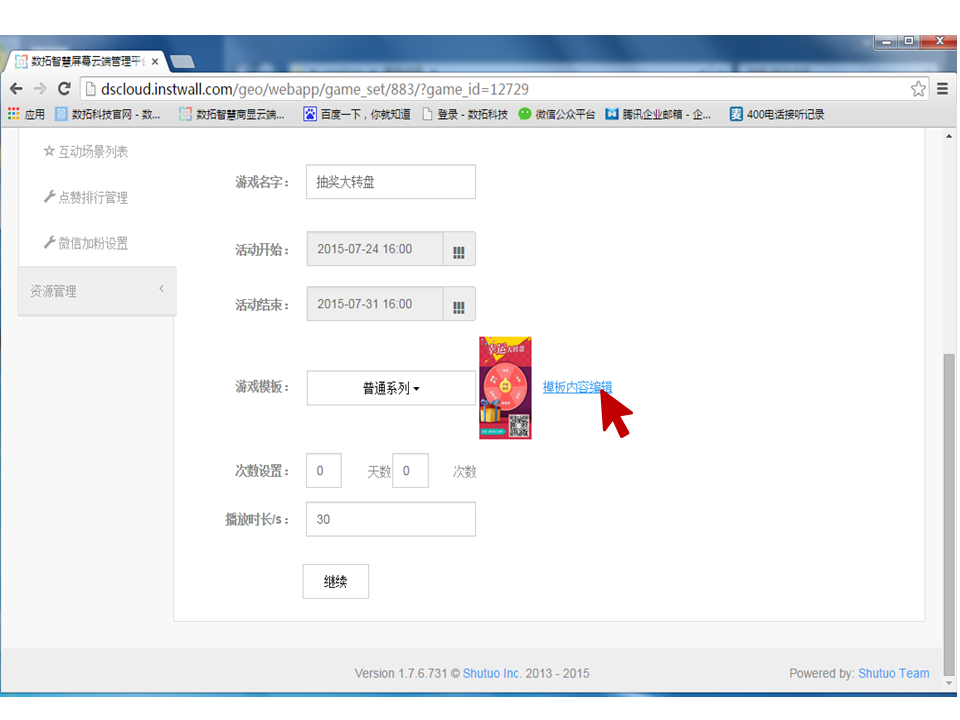 数拓智慧屏幕云端管理平台
dscloud.instwall.com/geo/webapp/game_set/883/?game_id=12729
应用 数拓科技官网 - 数... 数拓智慧商显云端... 百度一下，你就知道 登录 - 数拓科技 微信公众平台 腾讯企业邮箱 - 企... 麦 400电话接听记录
互动场景列表
点赞排行管理
微信加粉设置
资源管理
游戏名字： 抽奖大转盘
活动开始： 2015-07-24 16:00
活动结束： 2015-07-31 16:00
幸运大转盘
游戏模板： 普通系列 模板内容编辑
次数设置： 0 天数 0 次数
播放时长/s： 30
继续
Version 1.7.6.731 © Shutuo Inc. 2013 - 2015 Powered by: Shutuo Team